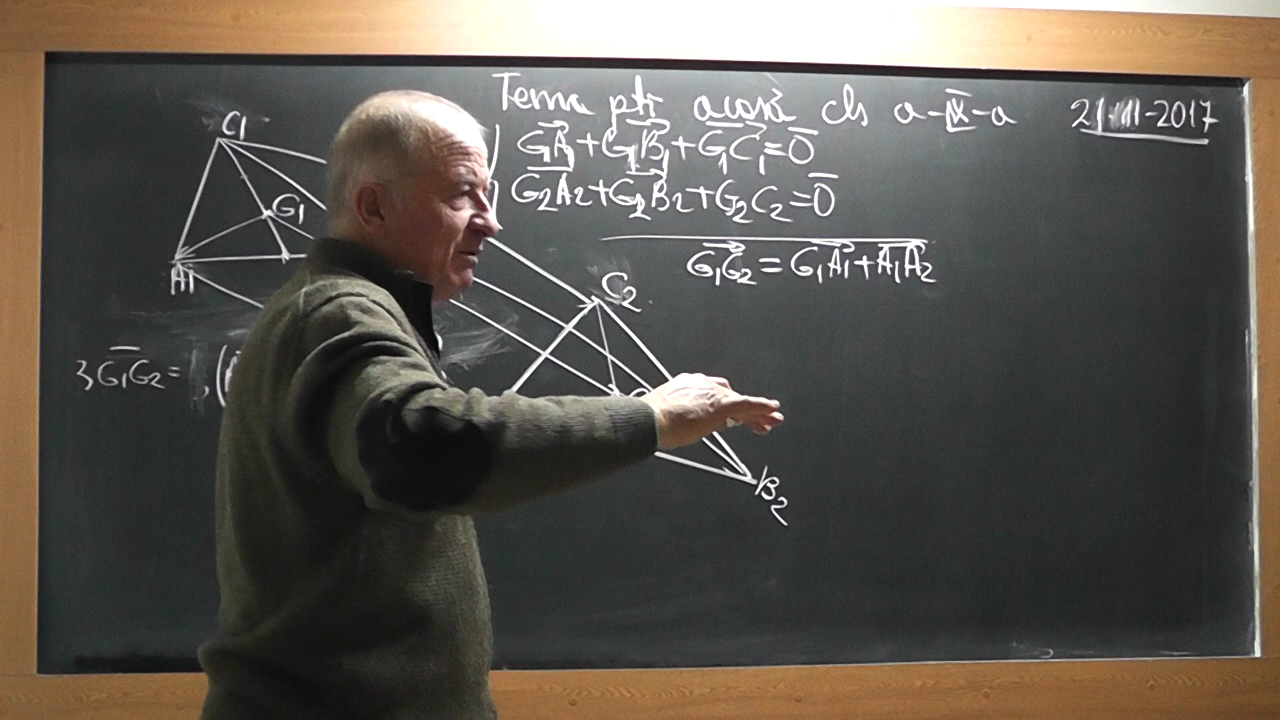 Tema ptr acasă cls a-IX-a 21-11-2017
G₁A₁+G₁B₁+G₁C₁=0
G₂A₂+G₂B₂+G₂C₂=0
G₁G₂=G₁A₁+A₁A₂
C₁
G₁
A₁
C₂
3G₁G₂=
B₂